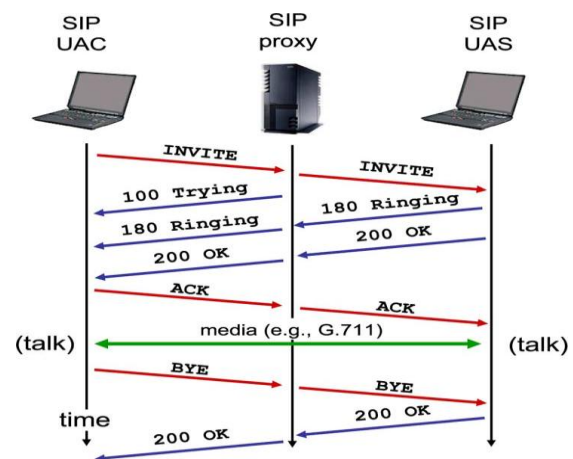 SIP
UAC
SIP
proxy
SIP
UAS
INVITE
INVITE
100 Trying
180 Ringing
180 Ringing
200 OK
200 OK
ACK
ACK
media (e.g., G.711)
(talk)
(talk)
BYE
BYE
time
200 OK
200 OK